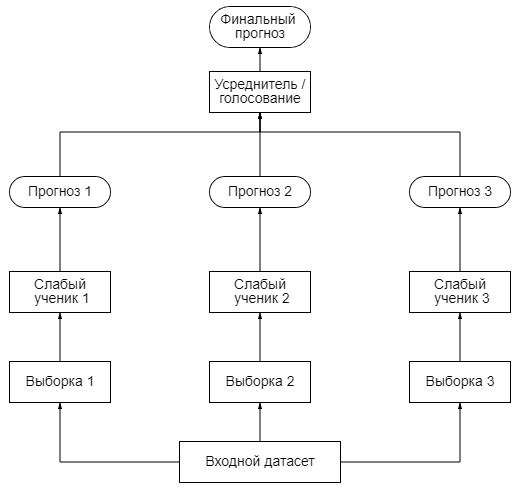 Финальный
прогноз
Усреднитель /
голосование
Прогноз 1
Прогноз 2
Прогноз 3
Слабый
ученик 1
Слабый
ученик 2
Слабый
ученик 3
Выборка 1
Выборка 2
Выборка 3
Входной датасет